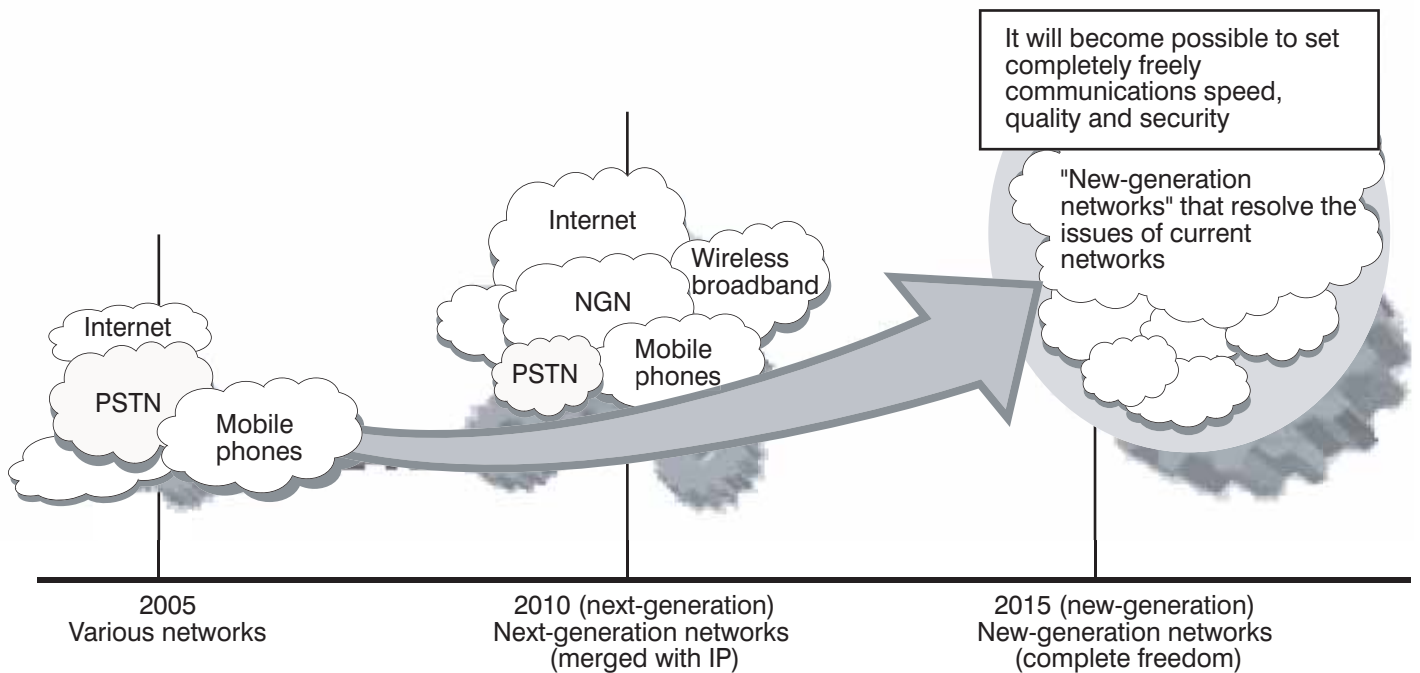 It will become possible to set
completely freely
communications speed,
quality and security
"New-generation
networks" that resolve the
issues of current
networks
Internet
Wireless
broadband
NGN
PSTN
Mobile
phones
Internet
PSTN
Mobile
phones
2005
Various networks
2010 (next-generation)
Next-generation networks
(merged with IP)
2015 (new-generation)
New-generation networks
(complete freedom)